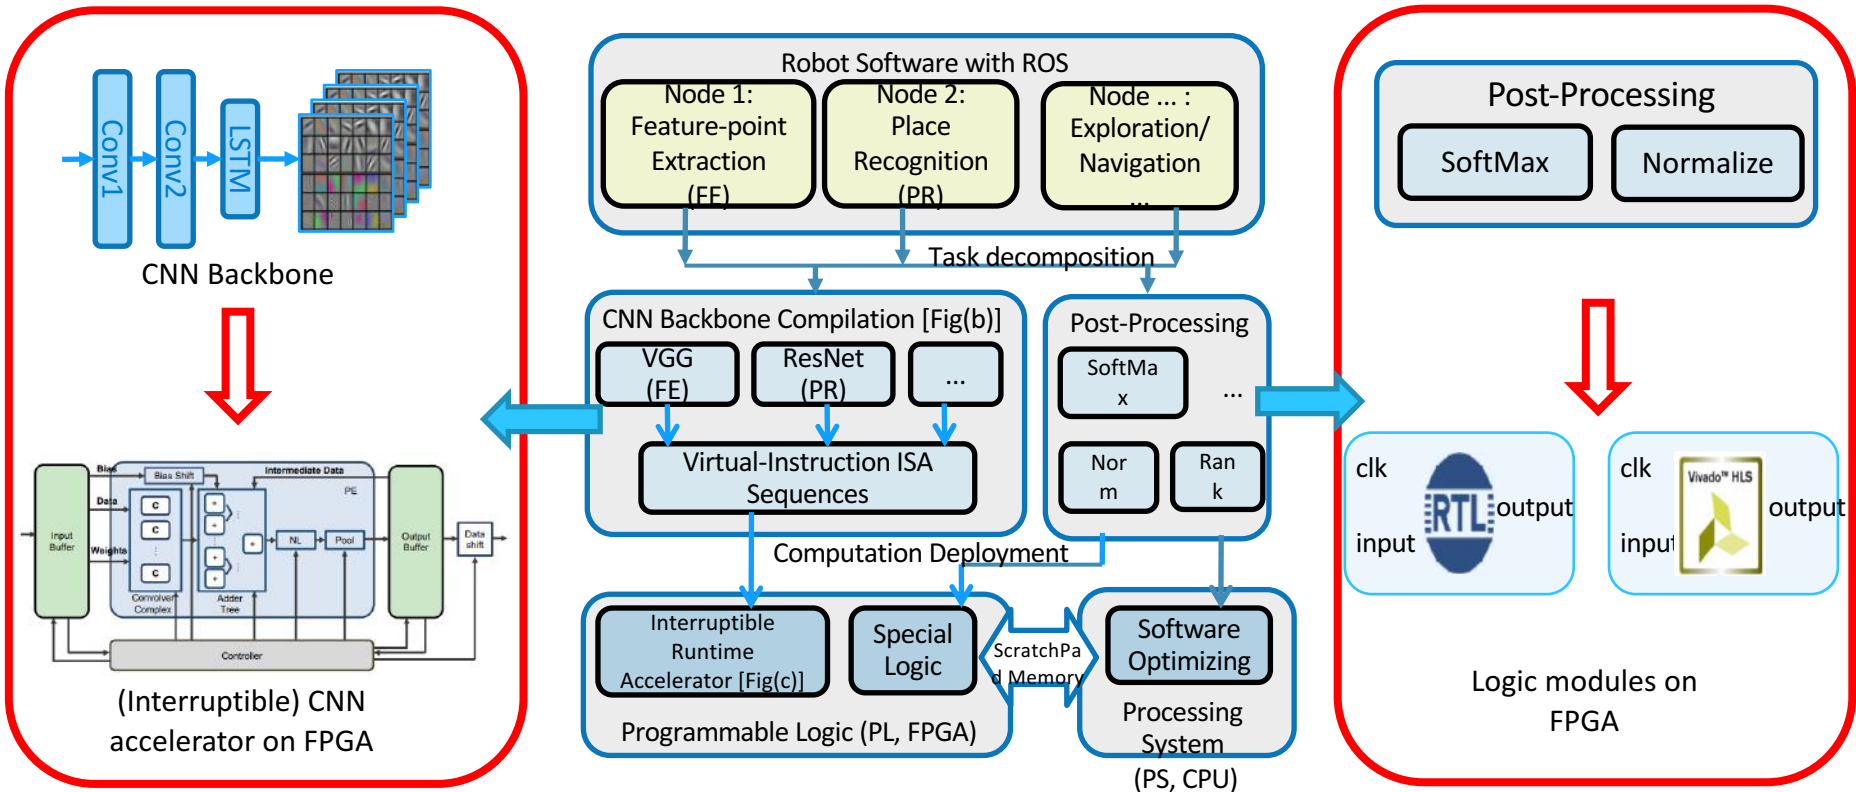 Conv1
Conv2
LSTM
CNN Backbone
Bias
Bias Shift
Intermediate Data
PE
Data
C
C
C
Weights
Input
Buffer
+
+
+
+
+
NL
Pool
Output
Buffer
Data
shift
Convolver
Complex
Adder
Tree
Controller
(Interruptible) CNN
accelerator on FPGA
Robot Software with ROS
Node 1:
Feature-point
Extraction
(FE)
Node 2:
Place
Recognition
(PR)
Node ... :
Exploration/
Navigation
...
Task decomposition
CNN Backbone Compilation [Fig(b)]
VGG
(FE)
ResNet
(PR)
...
Virtual-Instruction ISA
Sequences
Post-Processing
SoftMa
x
...
Nor
m
Ran
k
Computation Deployment
Interruptible
Runtime
Accelerator [Fig(c)]
Special
Logic
Programmable Logic (PL, FPGA)
ScratchPa
d Memory
Software
Optimizing
Processing
System
(PS, CPU)
Post-Processing
SoftMax
Normalize
clk
input
RTL
output
clk
input
Vivado™ HLS
output
Logic modules on
FPGA